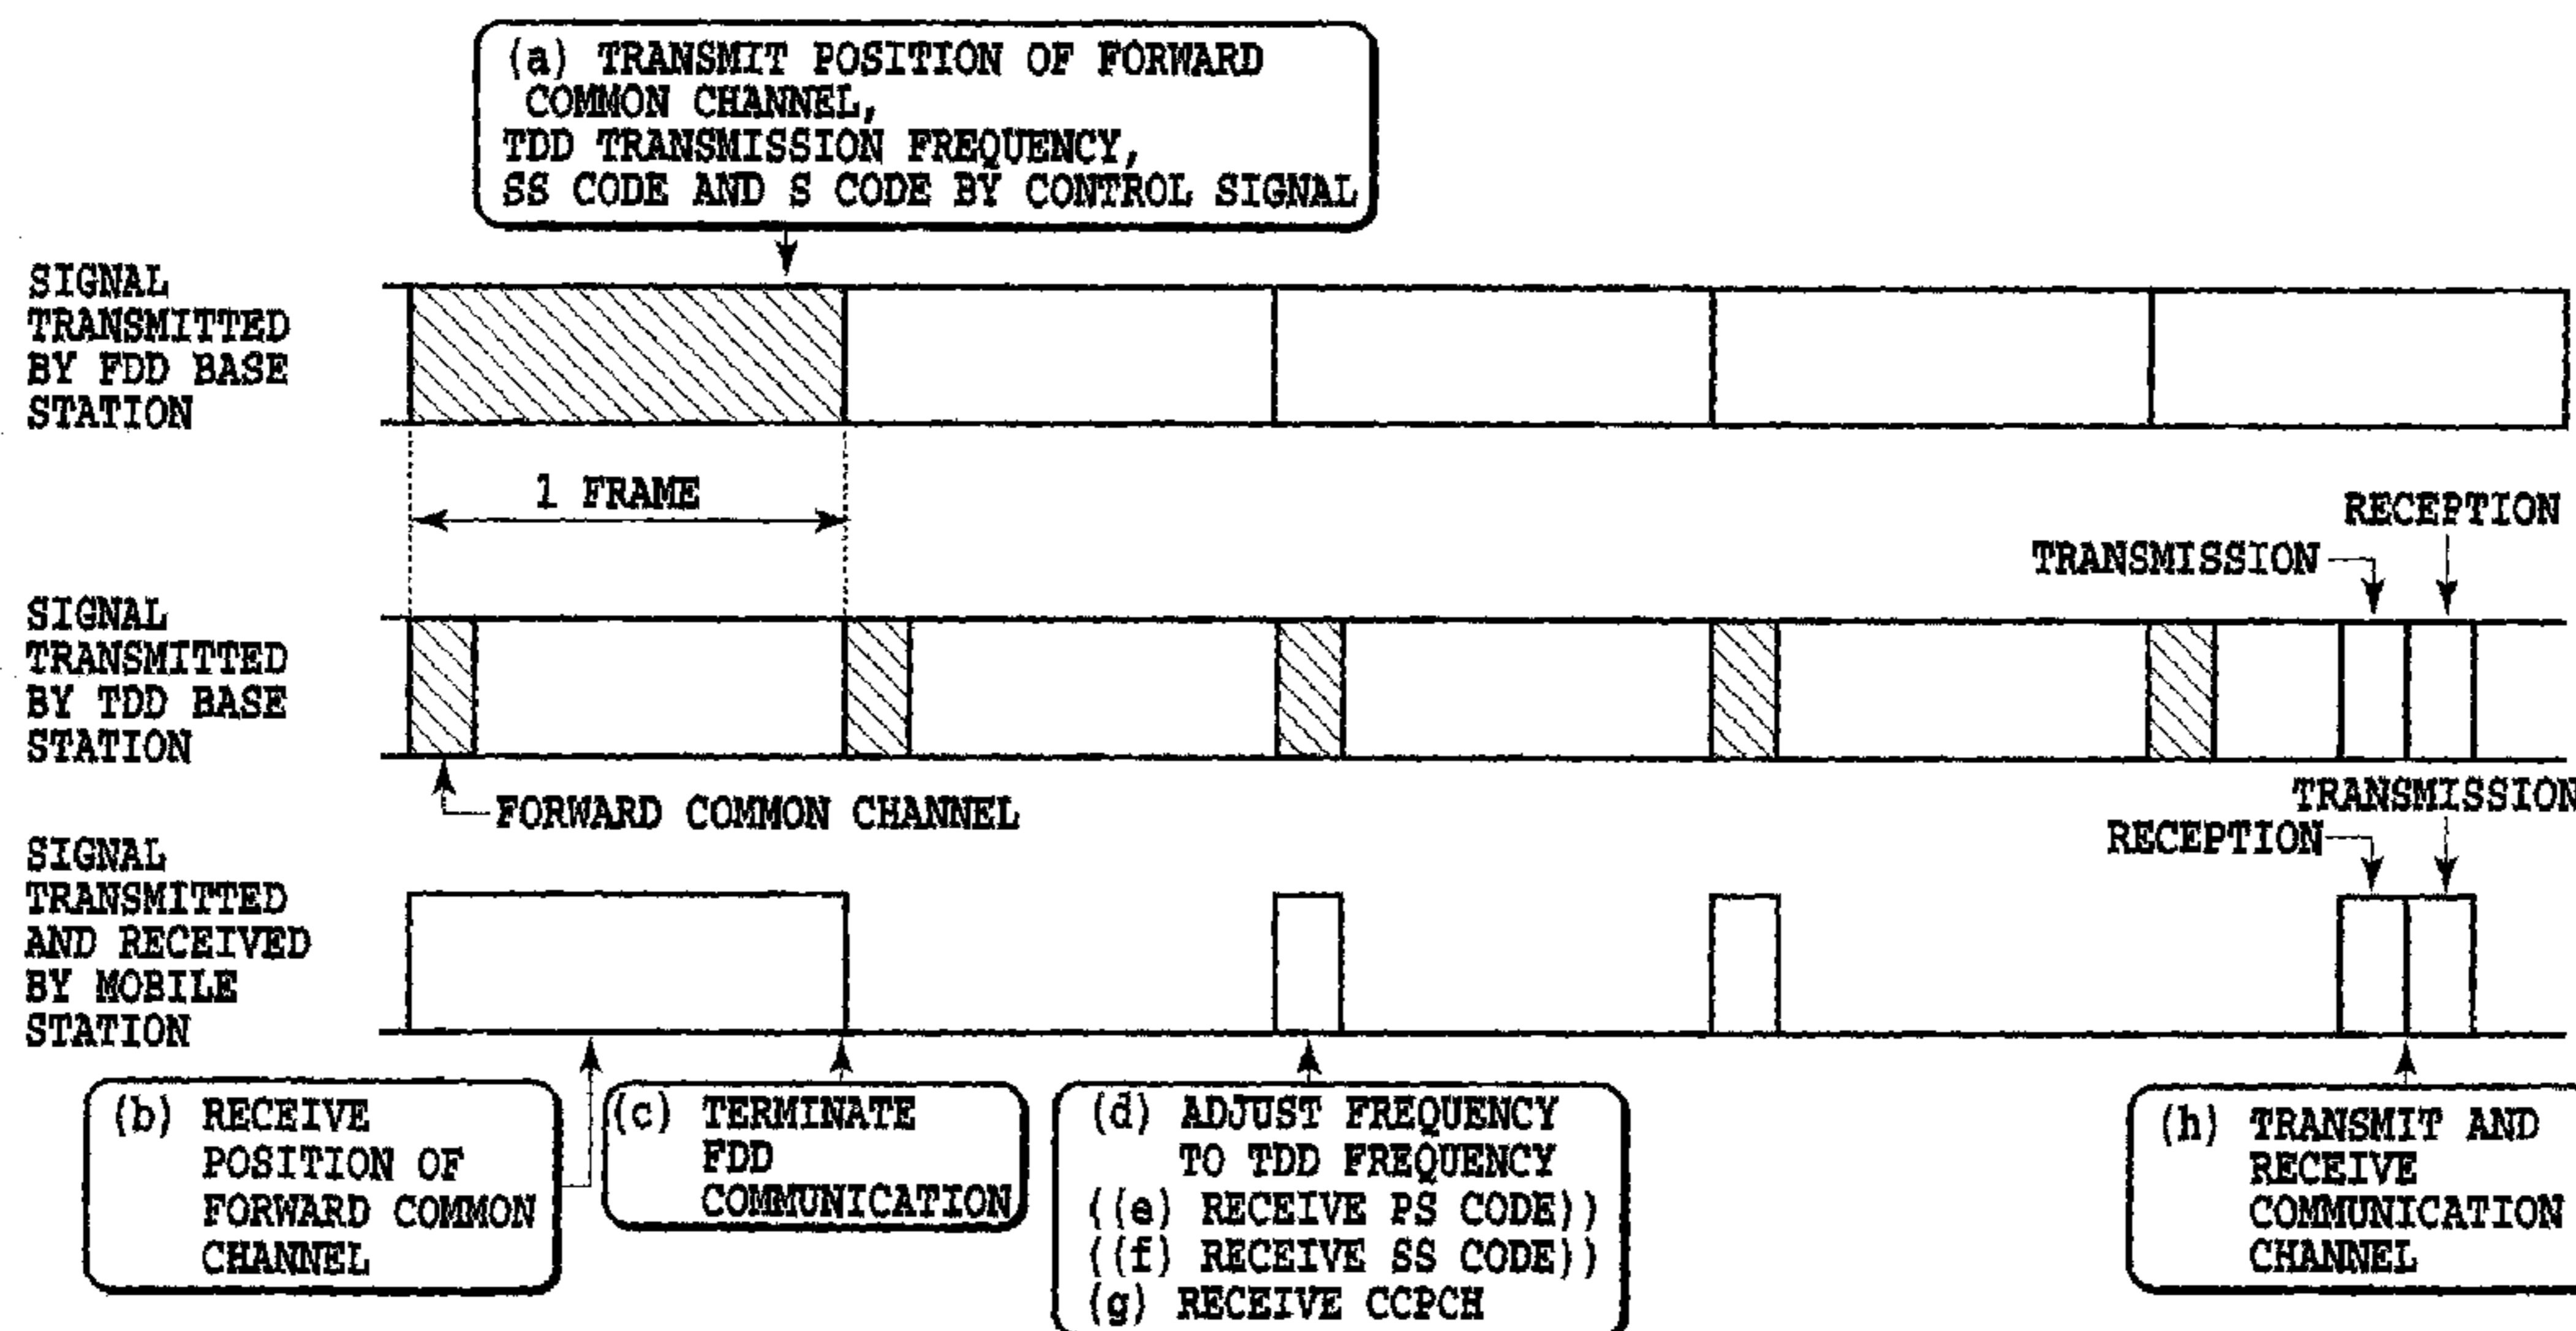 (a) TRANSMIT POSITION OF FORWARD
COMMON CHANNEL,
TDD TRANSMISSION FREQUENCY,
SS CODE AND S CODE BY CONTROL SIGNAL
SIGNAL
TRANSMITTED
BY FDD BASE
STATION
1 FRAME
RECEPTION
TRANSMISSION
SIGNAL
TRANSMITTED
BY TDD BASE
STATION
FORWARD COMMON CHANNEL
TRANSMISSION
RECEPTION
SIGNAL
TRANSMITTED
AND RECEIVED
BY MOBILE
STATION
(b) RECEIVE
POSITION OF
FORWARD COMMON
CHANNEL
(c) TERMINATE
FDD
COMMUNICATION
(d) ADJUST FREQUENCY
TO TDD FREQUENCY
((e) RECEIVE PS CODE))
((f) RECEIVE SS CODE))
(g) RECEIVE CCPCH
(h) TRANSMIT AND
RECEIVE
COMMUNICATION
CHANNEL